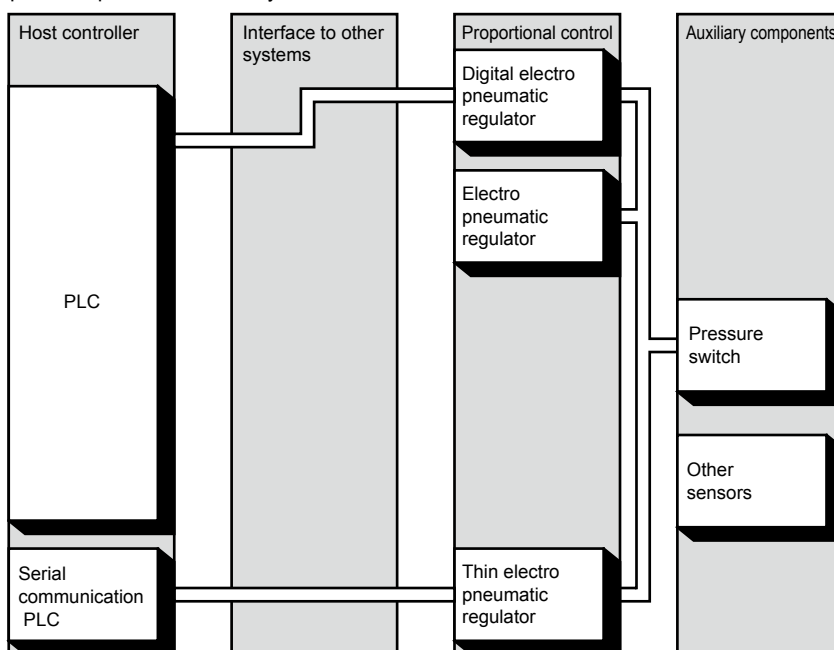 Host controller
Interface to other
systems
Proportional control
Auxiliary components
Digital electro
pneumatic
regulator
Electro
pneumatic
regulator
PLC
Pressure
switch
Other
sensors
Serial
communication
PLC
Thin electro
pneumatic
regulator